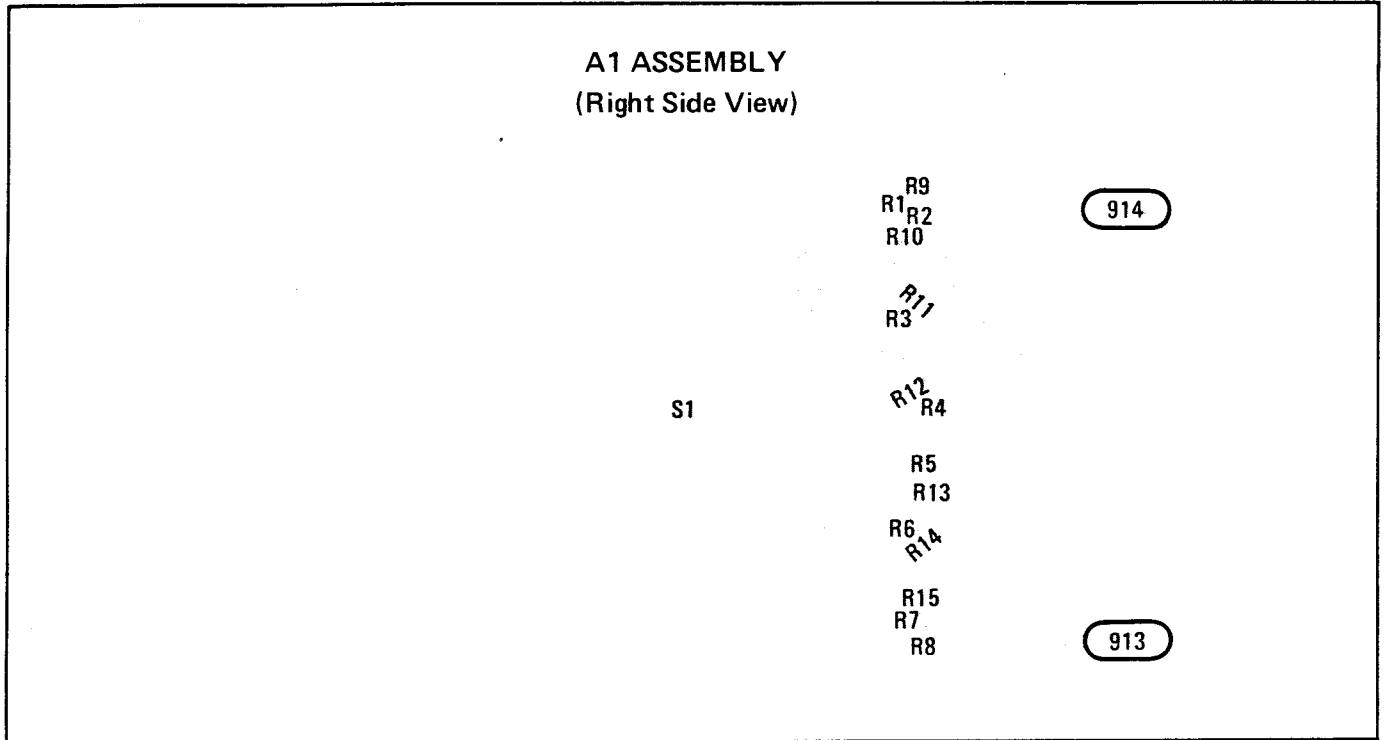 A1 ASSEMBLY
(Right Side View)
R9
R1
R2
914
R10
R11
R3
R12
S1
R4
R5
R13
R6
R14
R15
R7
R8
913